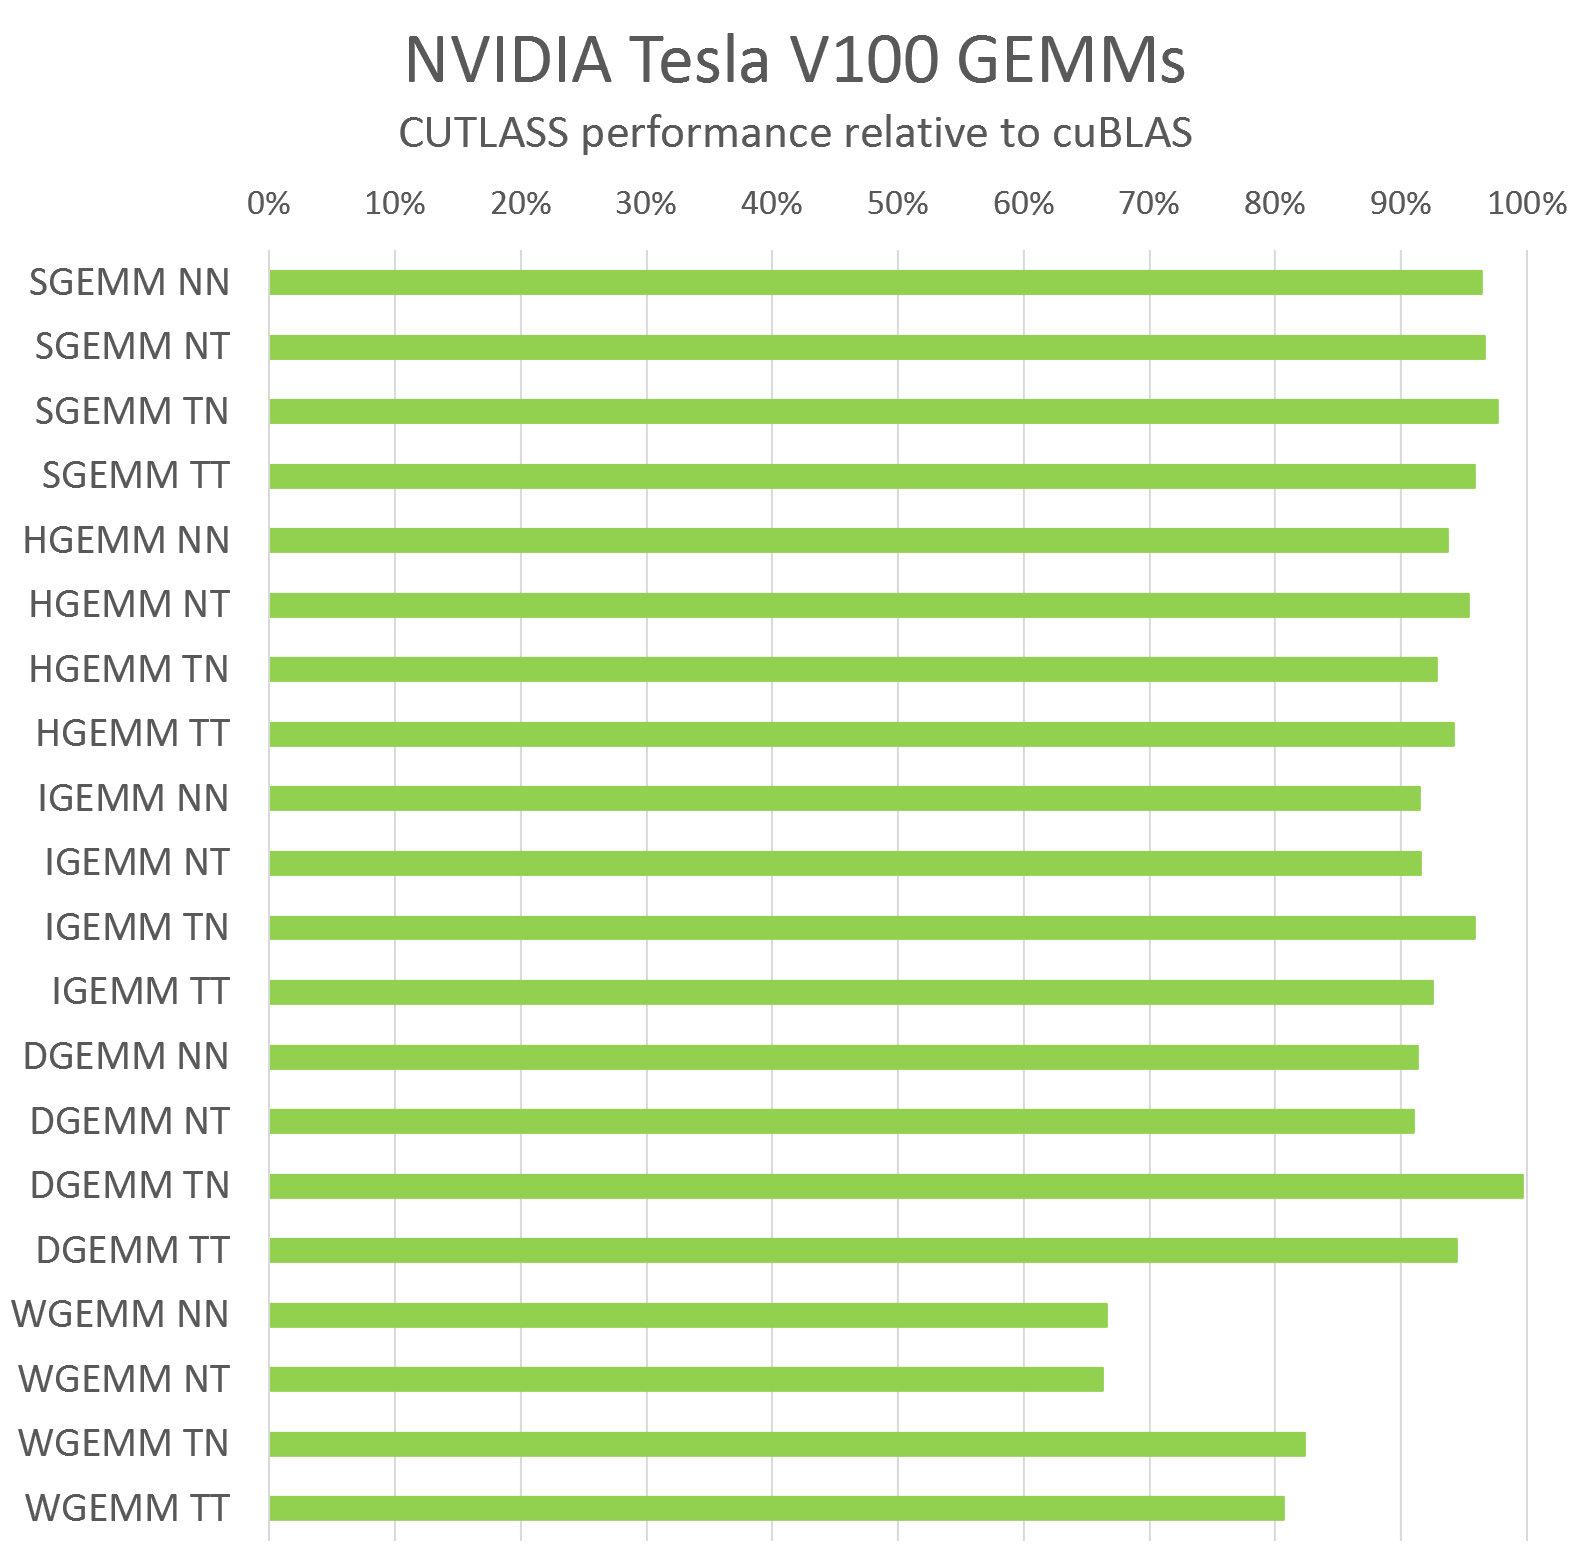 NVIDIA Tesla V100 GEMMs
CUTLASS performance relative to cuBLAS
0% 10% 20% 30% 40% 50% 60% 70% 80% 90% 100%
SGEMM NN
SGEMM NT
SGEMM TN
SGEMM TT
HGEMM NN
HGEMM NT
HGEMM TN
HGEMM TT
IGEMM NN
IGEMM NT
IGEMM TN
IGEMM TT
DGEMM NN
DGEMM NT
DGEMM TN
DGEMM TT
WGEMM NN
WGEMM NT
WGEMM TN
WGEMM TT